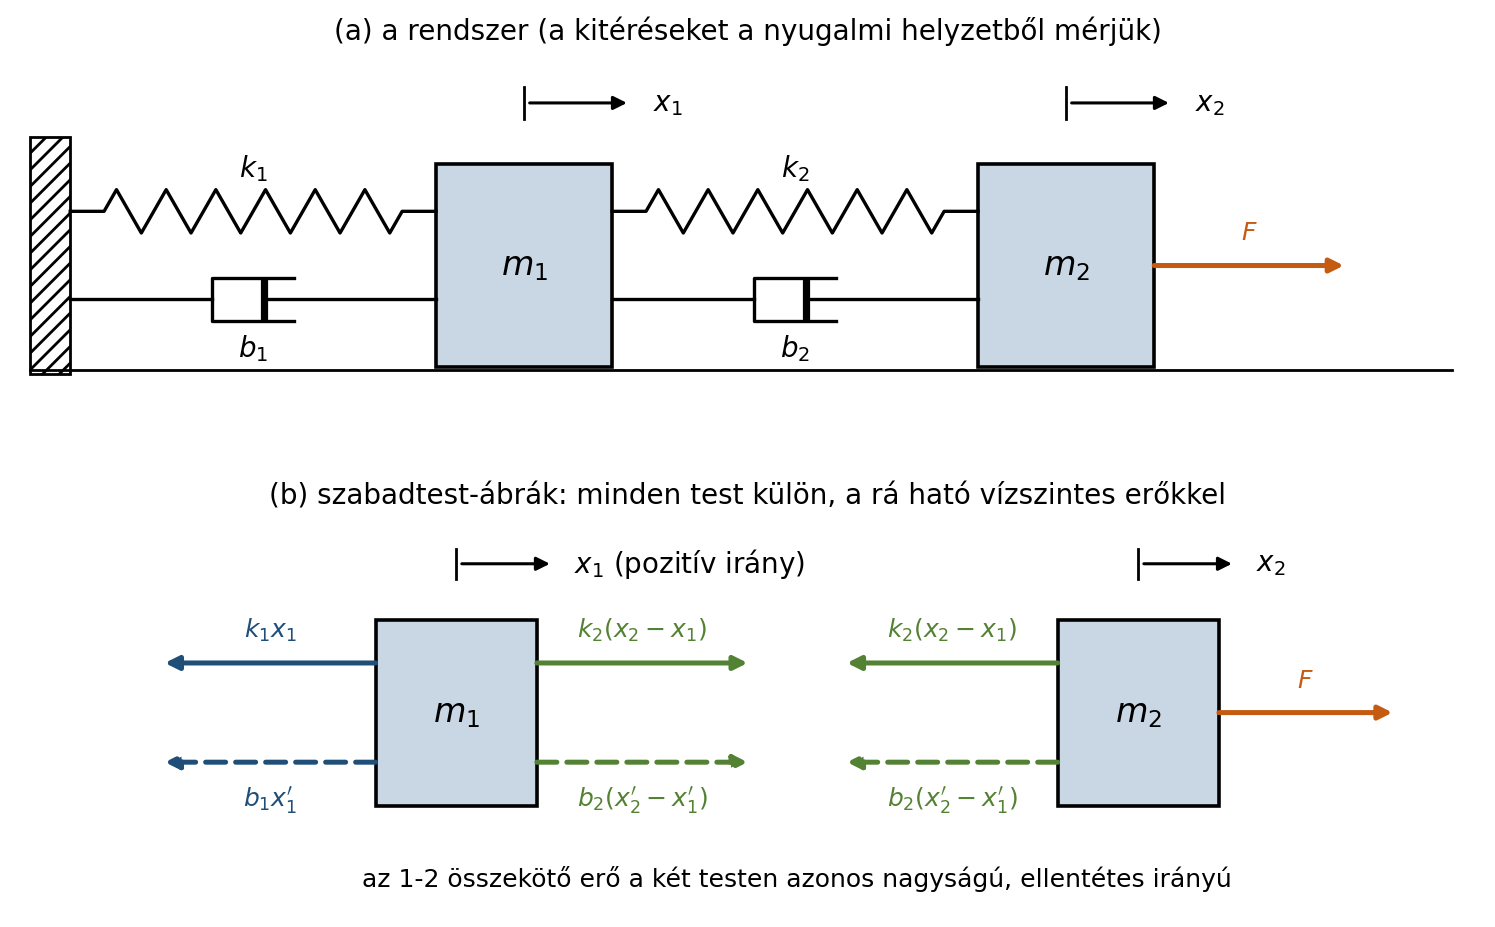 (a) a rendszer (a kitéréseket a nyugalmi helyzetből mérjük)
x₁ x₂
k₁ k₂
m₁ m₂ F
b₁ b₂
(b) szabadtest-ábrák: minden test külön, a rá ható vízszintes erőkkel
x₁ (pozitív irány) x₂
k₁x₁ k₂(x₂ − x₁) k₂(x₂ − x₁)
m₁ m₂ F
b₁x₁′ b₂(x₂′ − x₁′) b₂(x₂′ − x₁′)
az 1-2 összekötő erő a két testen azonos nagyságú, ellentétes irányú